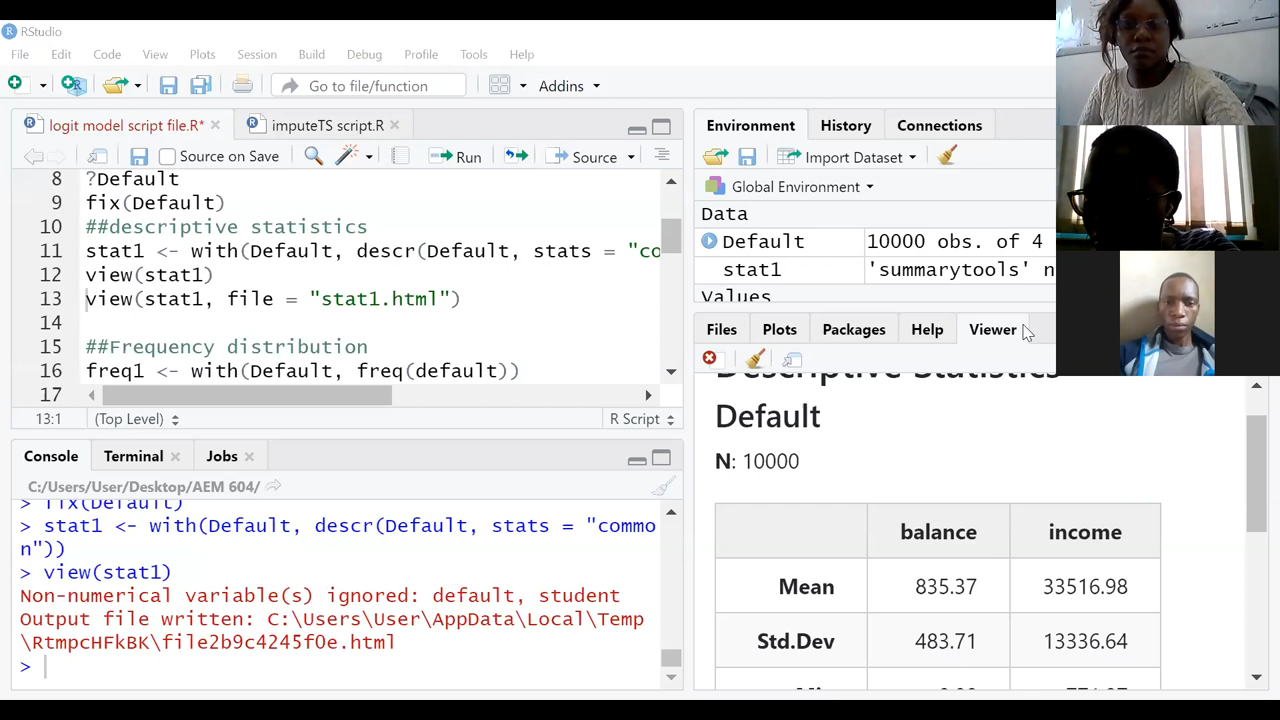 RStudio
File Edit Code View Plots Session Build Debug Profile Tools Help
Go to file/function Addins
logit model script file.R* imputeTS script.R
Source on Save Run Source
8 ?Default
9 fix(Default)
10 ##descriptive statistics
11 stat1 <- with(Default, descr(Default, stats = "co
12 view(stat1)
13 view(stat1, file = "stat1.html")
14
15 ##Frequency distribution
16 freq1 <- with(Default, freq(default))
17
13:1 (Top Level) R Script
Console Terminal Jobs
C:/Users/User/Desktop/AEM 604/
> fix(Default)
> stat1 <- with(Default, descr(Default, stats = "commo
n"))
> view(stat1)
Non-numerical variable(s) ignored: default, student
Output file written: C:\Users\User\AppData\Local\Temp
\RtmpcHFkBK\file2b9c4245f0e.html
>
Environment History Connections
Import Dataset
Global Environment
Data
Default 10000 obs. of 4
stat1 'summarytools' n
Values
Files Plots Packages Help Viewer
Descriptive Statistics
Default
N: 10000
balance income
Mean 835.37 33516.98
Std.Dev 483.71 13336.64